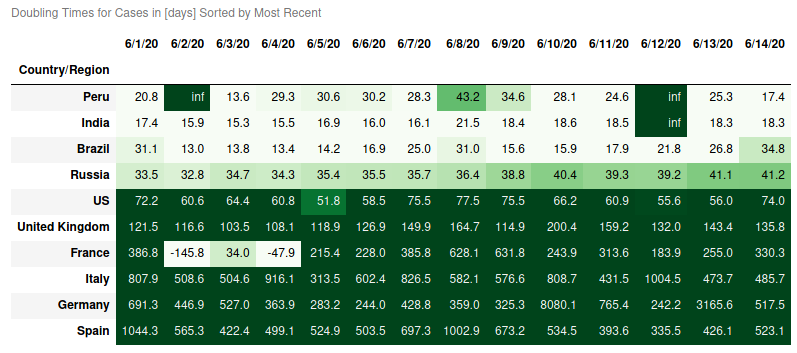 Doubling Times for Cases in [days] Sorted by Most Recent
6/1/20 6/2/20 6/3/20 6/4/20 6/5/20 6/6/20 6/7/20 6/8/20 6/9/20 6/10/20 6/11/20 6/12/20 6/13/20 6/14/20
Country/Region
Peru 20.8 inf 13.6 29.3 30.6 30.2 28.3 43.2 34.6 28.1 24.6 inf 25.3 17.4
India 17.4 15.9 15.3 15.5 16.9 16.0 16.1 21.5 18.4 18.6 18.5 inf 18.3 18.3
Brazil 31.1 13.0 13.8 13.4 14.2 16.9 25.0 31.0 15.6 15.9 17.9 21.8 26.8 34.8
Russia 33.5 32.8 34.7 34.3 35.4 35.5 35.7 36.4 38.8 40.4 39.3 39.2 41.1 41.2
US 72.2 60.6 64.4 60.8 51.8 58.5 75.5 77.5 75.5 66.2 60.9 55.6 56.0 74.0
United Kingdom 121.5 116.6 103.5 108.1 118.9 126.9 149.9 164.7 114.9 200.4 159.2 132.0 143.4 135.8
France 386.8 -145.8 34.0 -47.9 215.4 228.0 385.8 628.1 631.8 243.9 313.6 183.9 255.0 330.3
Italy 807.9 508.6 504.6 916.1 313.5 602.4 826.5 582.1 576.6 808.7 431.5 1004.5 473.7 485.7
Germany 691.3 446.9 527.0 363.9 283.2 244.0 428.8 359.0 325.3 8080.1 765.4 242.2 3165.6 517.5
Spain 1044.3 565.3 422.4 499.1 524.9 503.5 697.3 1002.9 673.2 534.5 393.6 335.5 426.1 523.1